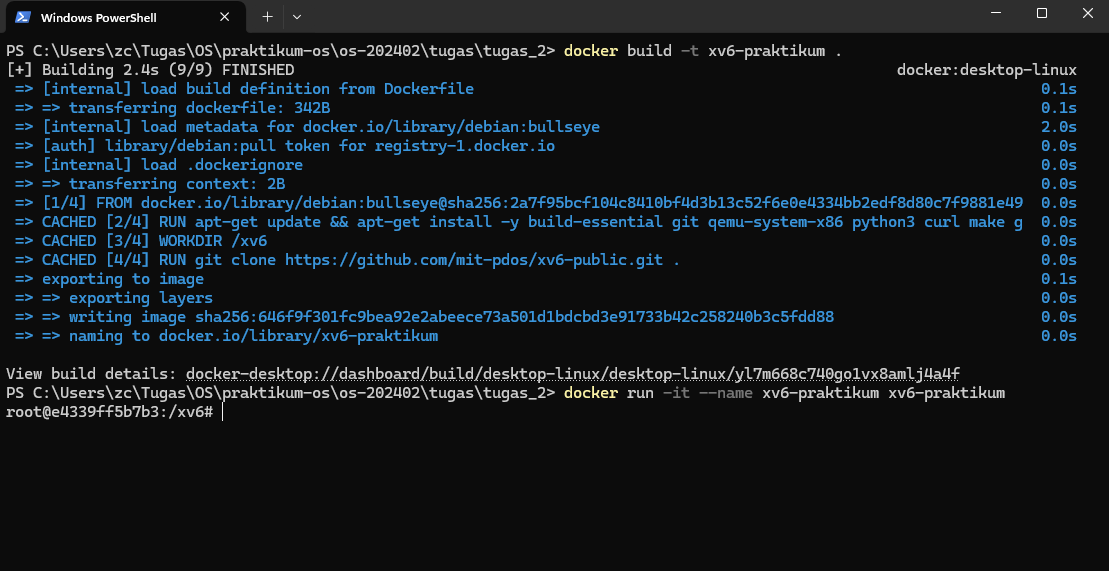 Windows PowerShell
PS C:\Users\zc\Tugas\OS\praktikum-os\os-202402\tugas\tugas_2> docker build -t xv6-praktikum .
[+] Building 2.4s (9/9) FINISHED docker:desktop-linux
=> [internal] load build definition from Dockerfile 0.1s
=> => transferring dockerfile: 342B 0.1s
=> [internal] load metadata for docker.io/library/debian:bullseye 2.0s
=> [auth] library/debian:pull token for registry-1.docker.io 0.0s
=> [internal] load .dockerignore 0.0s
=> => transferring context: 2B 0.0s
=> [1/4] FROM docker.io/library/debian:bullseye@sha256:2a7f95bcf104c8410bf4d3b13c52f6e0e4334bb2edf8d80c7f9881e49 0.0s
=> CACHED [2/4] RUN apt-get update && apt-get install -y build-essential git qemu-system-x86 python3 curl make g 0.0s
=> CACHED [3/4] WORKDIR /xv6 0.0s
=> CACHED [4/4] RUN git clone https://github.com/mit-pdos/xv6-public.git . 0.0s
=> exporting to image 0.1s
=> => exporting layers 0.0s
=> => writing image sha256:646f9f301fc9bea92e2abeece73a501d1bdcbd3e91733b42c258240b3c5fdd88 0.0s
=> => naming to docker.io/library/xv6-praktikum 0.0s
View build details: docker-desktop://dashboard/build/desktop-linux/desktop-linux/yl7m668c740go1vx8amlj4a4f
PS C:\Users\zc\Tugas\OS\praktikum-os\os-202402\tugas\tugas_2> docker run -it --name xv6-praktikum xv6-praktikum
root@e4339ff5b7b3:/xv6#